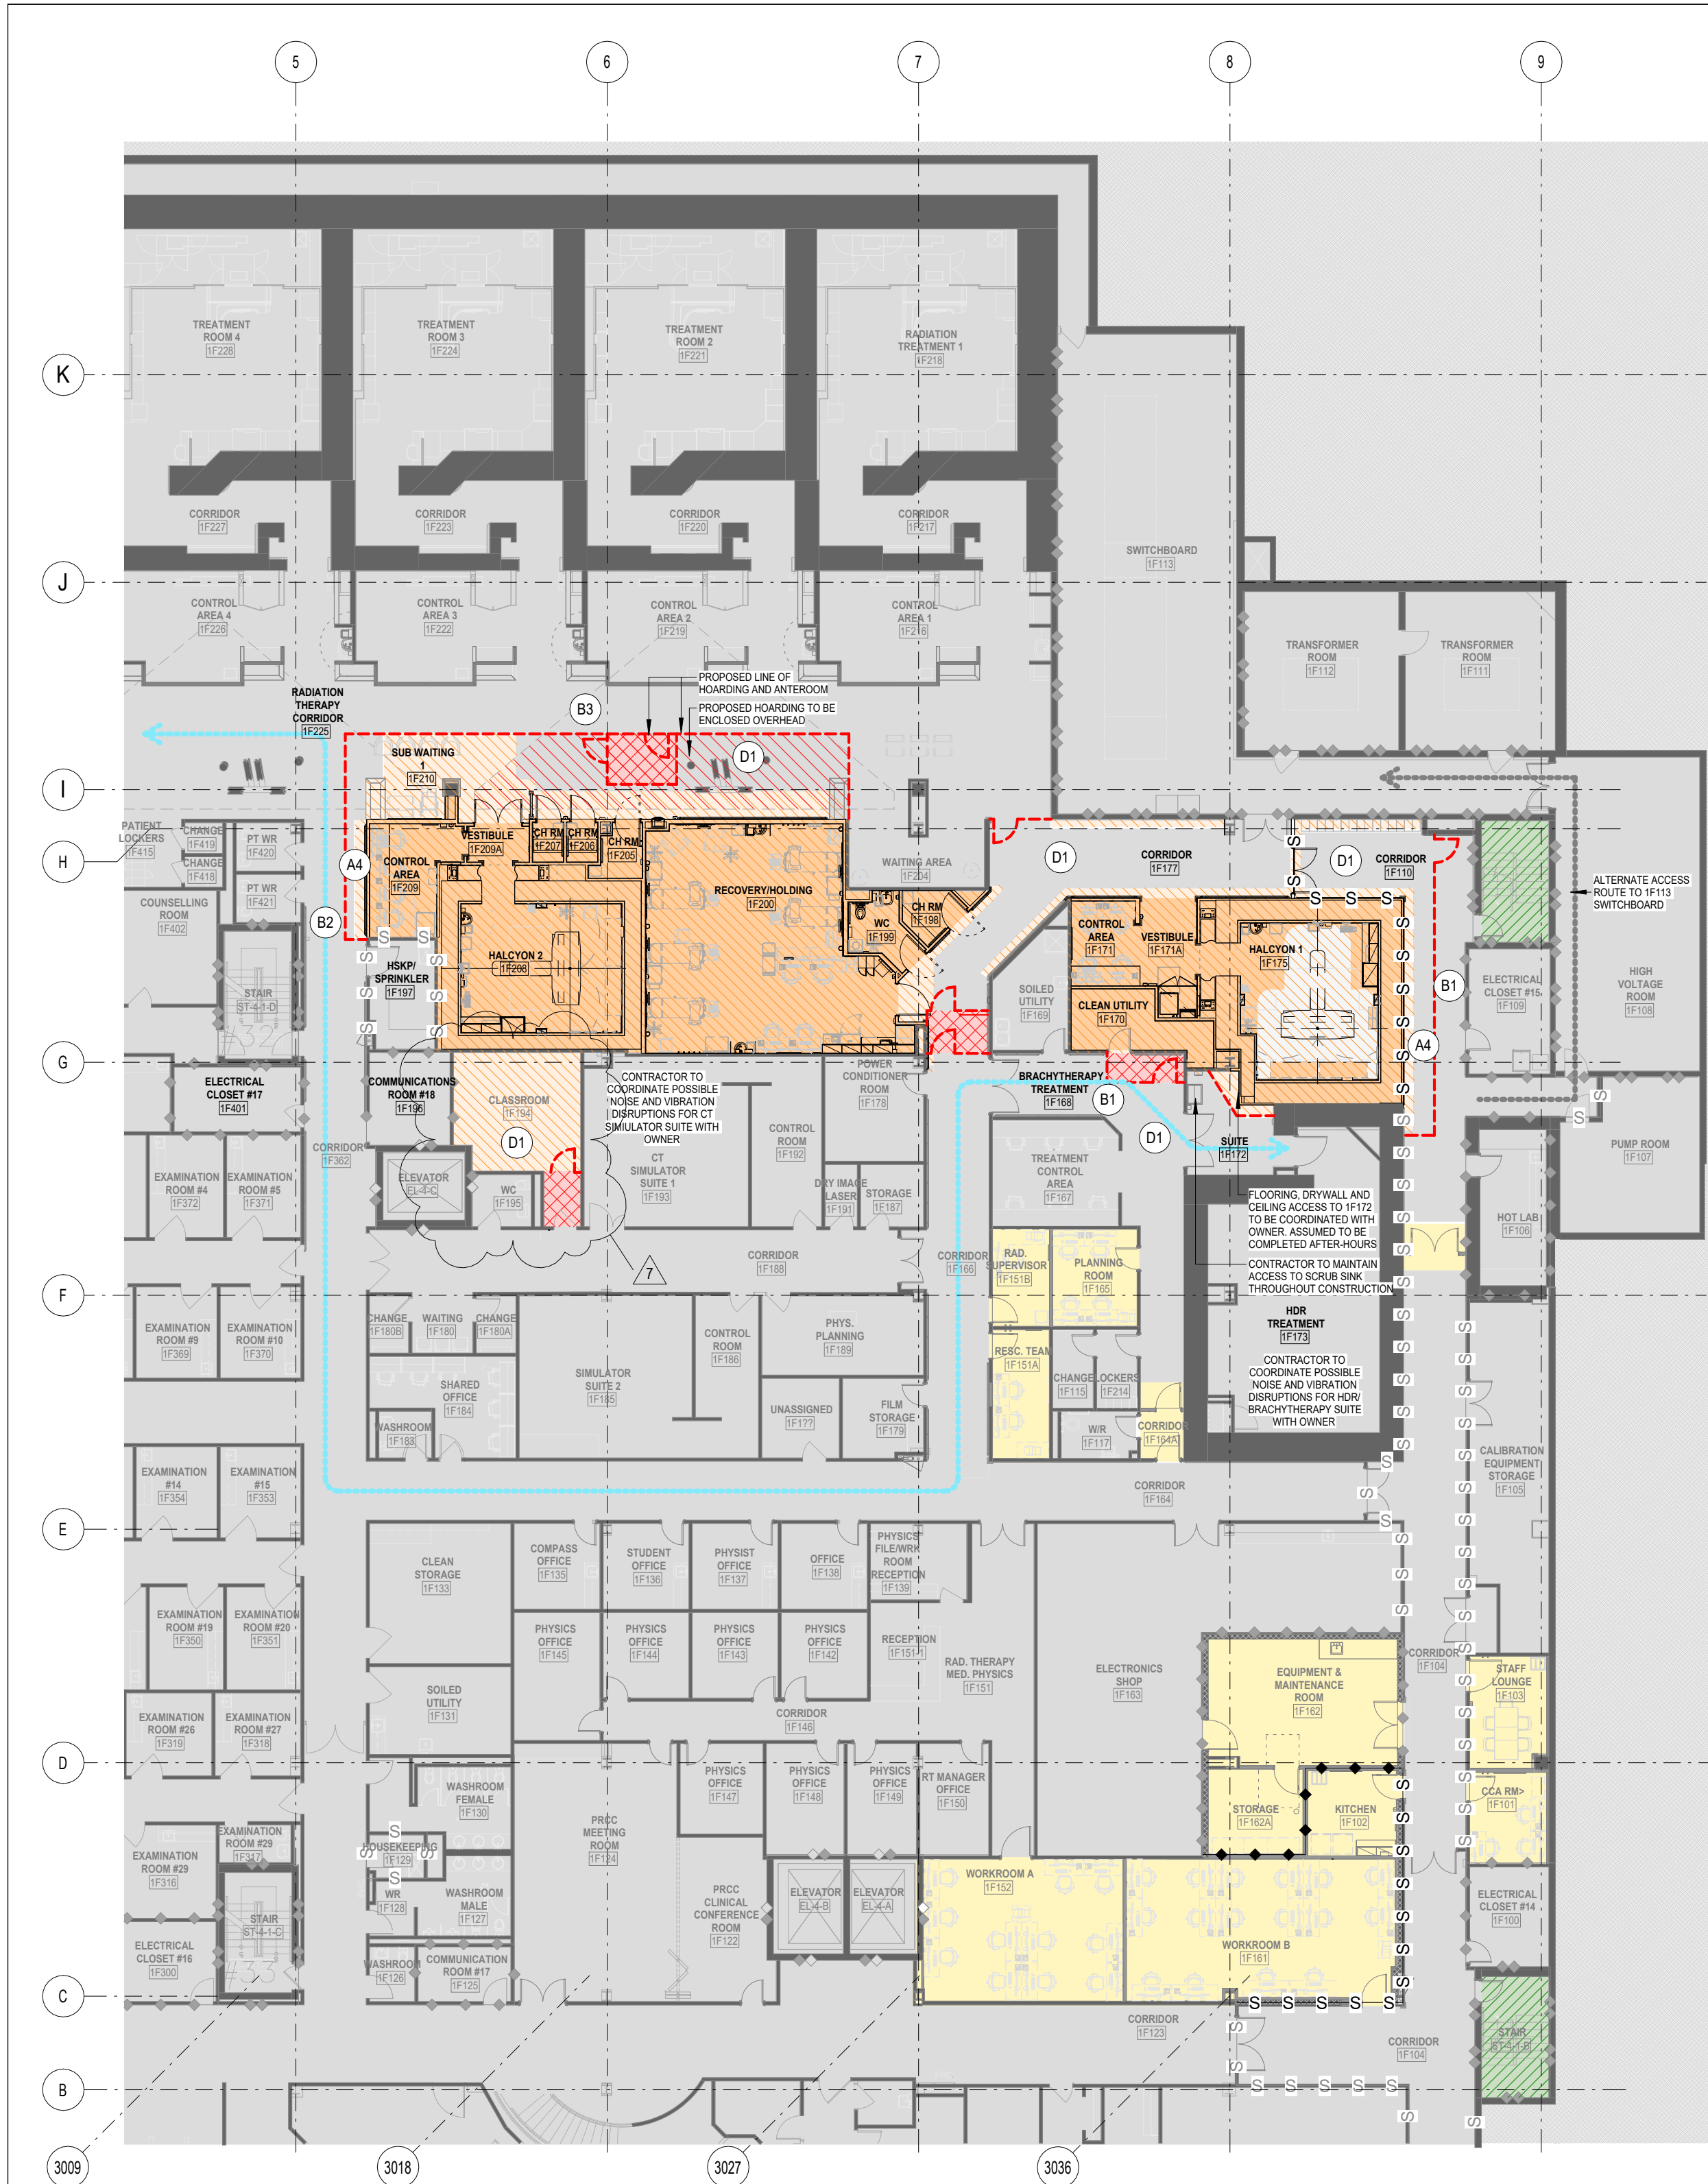 5
6
7
8
9
K
J
I
H
G
F
E
D
C
B
3009
3018
3027
3036
TREATMENT
ROOM 4
1F228
TREATMENT
ROOM 3
1F224
TREATMENT
ROOM 2
1F221
RADIATION
TREATMENT 1
1F218
CORRIDOR
1F227
CORRIDOR
1F223
CORRIDOR
1F220
CORRIDOR
1F217
SWITCHBOARD
1F113
CONTROL
AREA 4
1F226
CONTROL
AREA 3
1F222
CONTROL
AREA 2
1F219
CONTROL
AREA 1
1F216
TRANSFORMER
ROOM
1F112
TRANSFORMER
ROOM
1F111
RADIATION
THERAPY
CORRIDOR
1F225
B3
PROPOSED LINE OF
HOARDING AND ANTEROOM
PROPOSED HOARDING TO BE
ENCLOSED OVERHEAD
D1
SUB WAITING
1
1F210
PATIENT
LOCKERS
1F415
CHANGE
1F419
CHANGE
1F418
PT WR
1F420
PT WR
1F421
COUNSELLING
ROOM
1F402
STAIR
ST-4-1-D
A4
B2
CONTROL
AREA
1F209
VESTIBULE
1F209A
CH RM
1F207
CH RM
1F206
CH RM
1F205
RECOVERY/HOLDING
1F200
WAITING AREA
1F204
WC
1F199
CH RM
1F198
HALCYON 2
1F208
HSKP/
SPRINKLER
1F197
D1
CORRIDOR
1F177
D1
CORRIDOR
1F110
ALTERNATE ACCESS
ROUTE TO 1F113
SWITCHBOARD
CONTROL
AREA
1F171
VESTIBULE
1F171A
HALCYON 1
1F175
SOILED
UTILITY
1F169
CLEAN UTILITY
1F170
B1
A4
ELECTRICAL
CLOSET #15
1F109
HIGH
VOLTAGE
ROOM
1F108
ELECTRICAL
CLOSET #17
1F401
COMMUNICATIONS
ROOM #18
1F196
CLASSROOM
1F194
D1
CONTRACTOR TO
COORDINATE POSSIBLE
NOISE AND VIBRATION
DISRUPTIONS FOR CT
SIMULATOR SUITE WITH
OWNER
CT
SIMULATOR
SUITE 1
1F193
POWER
CONDITIONER
ROOM
1F178
CONTROL
ROOM
1F192
BRACHYTHERAPY
TREATMENT
1F168
B1
D1
SUITE
1F172
PUMP ROOM
1F107
CORRIDOR
1F362
ELEVATOR
EL-4-C
WC
1F195
DRY IMAGE
LASER
1F191
STORAGE
1F187
TREATMENT
CONTROL
AREA
1F167
EXAMINATION
ROOM #4
1F372
EXAMINATION
ROOM #5
1F371
FLOORING, DRYWALL AND
CEILING ACCESS TO 1F172
TO BE COORDINATED WITH
OWNER. ASSUMED TO BE
COMPLETED AFTER-HOURS
CONTRACTOR TO MAINTAIN
ACCESS TO SCRUB SINK
THROUGHOUT CONSTRUCTION
HOT LAB
1F106
7
CORRIDOR
1F188
CORRIDOR
1F166
RAD.
SUPERVISOR
1F151B
PLANNING
ROOM
1F165
HDR
TREATMENT
1F173
CONTRACTOR TO
COORDINATE POSSIBLE
NOISE AND VIBRATION
DISRUPTIONS FOR HDR/
BRACHYTHERAPY SUITE
WITH OWNER
EXAMINATION
ROOM #9
1F369
EXAMINATION
ROOM #10
1F370
CHANGE
1F180B
WAITING
1F180
CHANGE
1F180A
SHARED
OFFICE
1F184
WASHROOM
1F183
SIMULATOR
SUITE 2
1F185
CONTROL
ROOM
1F186
PHYS.
PLANNING
1F189
UNASSIGNED
1F1??
FILM
STORAGE
1F179
RESC. TEAM
1F151A
CHANGE
1F115
LOCKERS
1F214
W/R
1F117
CORRIDOR
1F164A
CORRIDOR
1F164
CALIBRATION
EQUIPMENT
STORAGE
1F105
EXAMINATION
#14
1F354
EXAMINATION
#15
1F353
CLEAN
STORAGE
1F133
COMPASS
OFFICE
1F135
STUDENT
OFFICE
1F136
PHYSIST
OFFICE
1F137
OFFICE
1F138
PHYSICS
FILE/WRK
ROOM
RECEPTION
1F139
EXAMINATION
ROOM #19
1F350
EXAMINATION
ROOM #20
1F351
PHYSICS
OFFICE
1F145
PHYSICS
OFFICE
1F144
PHYSICS
OFFICE
1F143
PHYSICS
OFFICE
1F142
RECEPTION
1F151-1
RAD. THERAPY
MED. PHYSICS
1F151
ELECTRONICS
SHOP
1F163
EQUIPMENT &
MAINTENANCE
ROOM
1F162
CORRIDOR
1F104
STAFF
LOUNGE
1F103
SOILED
UTILITY
1F131
CORRIDOR
1F146
EXAMINATION
ROOM #26
1F319
EXAMINATION
ROOM #27
1F318
WASHROOM
FEMALE
1F130
PHYSICS
OFFICE
1F147
PHYSICS
OFFICE
1F148
PHYSICS
OFFICE
1F149
RT MANAGER
OFFICE
1F150
STORAGE
1F162A
KITCHEN
1F102
CCA RM>
1F101
PRCC
MEETING
ROOM
1F124
EXAMINATION
ROOM #29
1F317
EXAMINATION
ROOM #29
1F316
HOUSEKEEPING
1F129
WR
1F128
WASHROOM
MALE
1F127
PRCC
CLINICAL
CONFERENCE
ROOM
1F122
ELEVATOR
EL-4-B
ELEVATOR
EL-4-A
WORKROOM A
1F152
WORKROOM B
1F161
ELECTRICAL
CLOSET #14
1F100
STAIR
ST-4-1-C
ELECTRICAL
CLOSET #16
1F300
WASHROOM
1F126
COMMUNICATION
ROOM #17
1F125
CORRIDOR
1F123
CORRIDOR
1F104
STAIR
ST-4-1-B